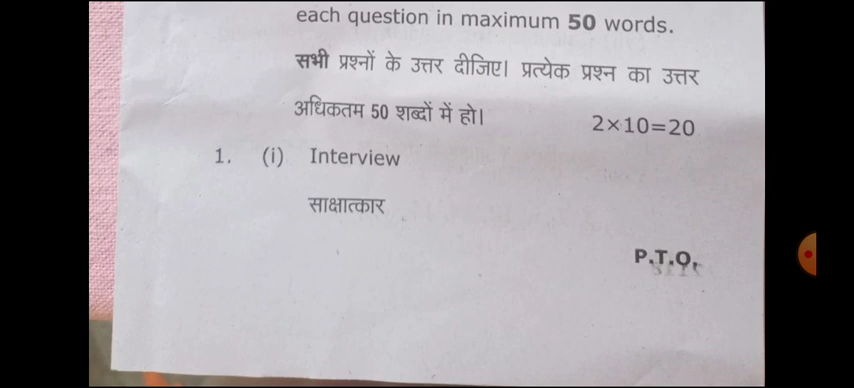 each question in maximum 50 words.
सभी प्रश्नों के उत्तर दीजिए। प्रत्येक प्रश्न का उत्तर
अधिकतम 50 शब्दों में हो।
2×10=20
1. (i) Interview
साक्षात्कार
P.T.O.